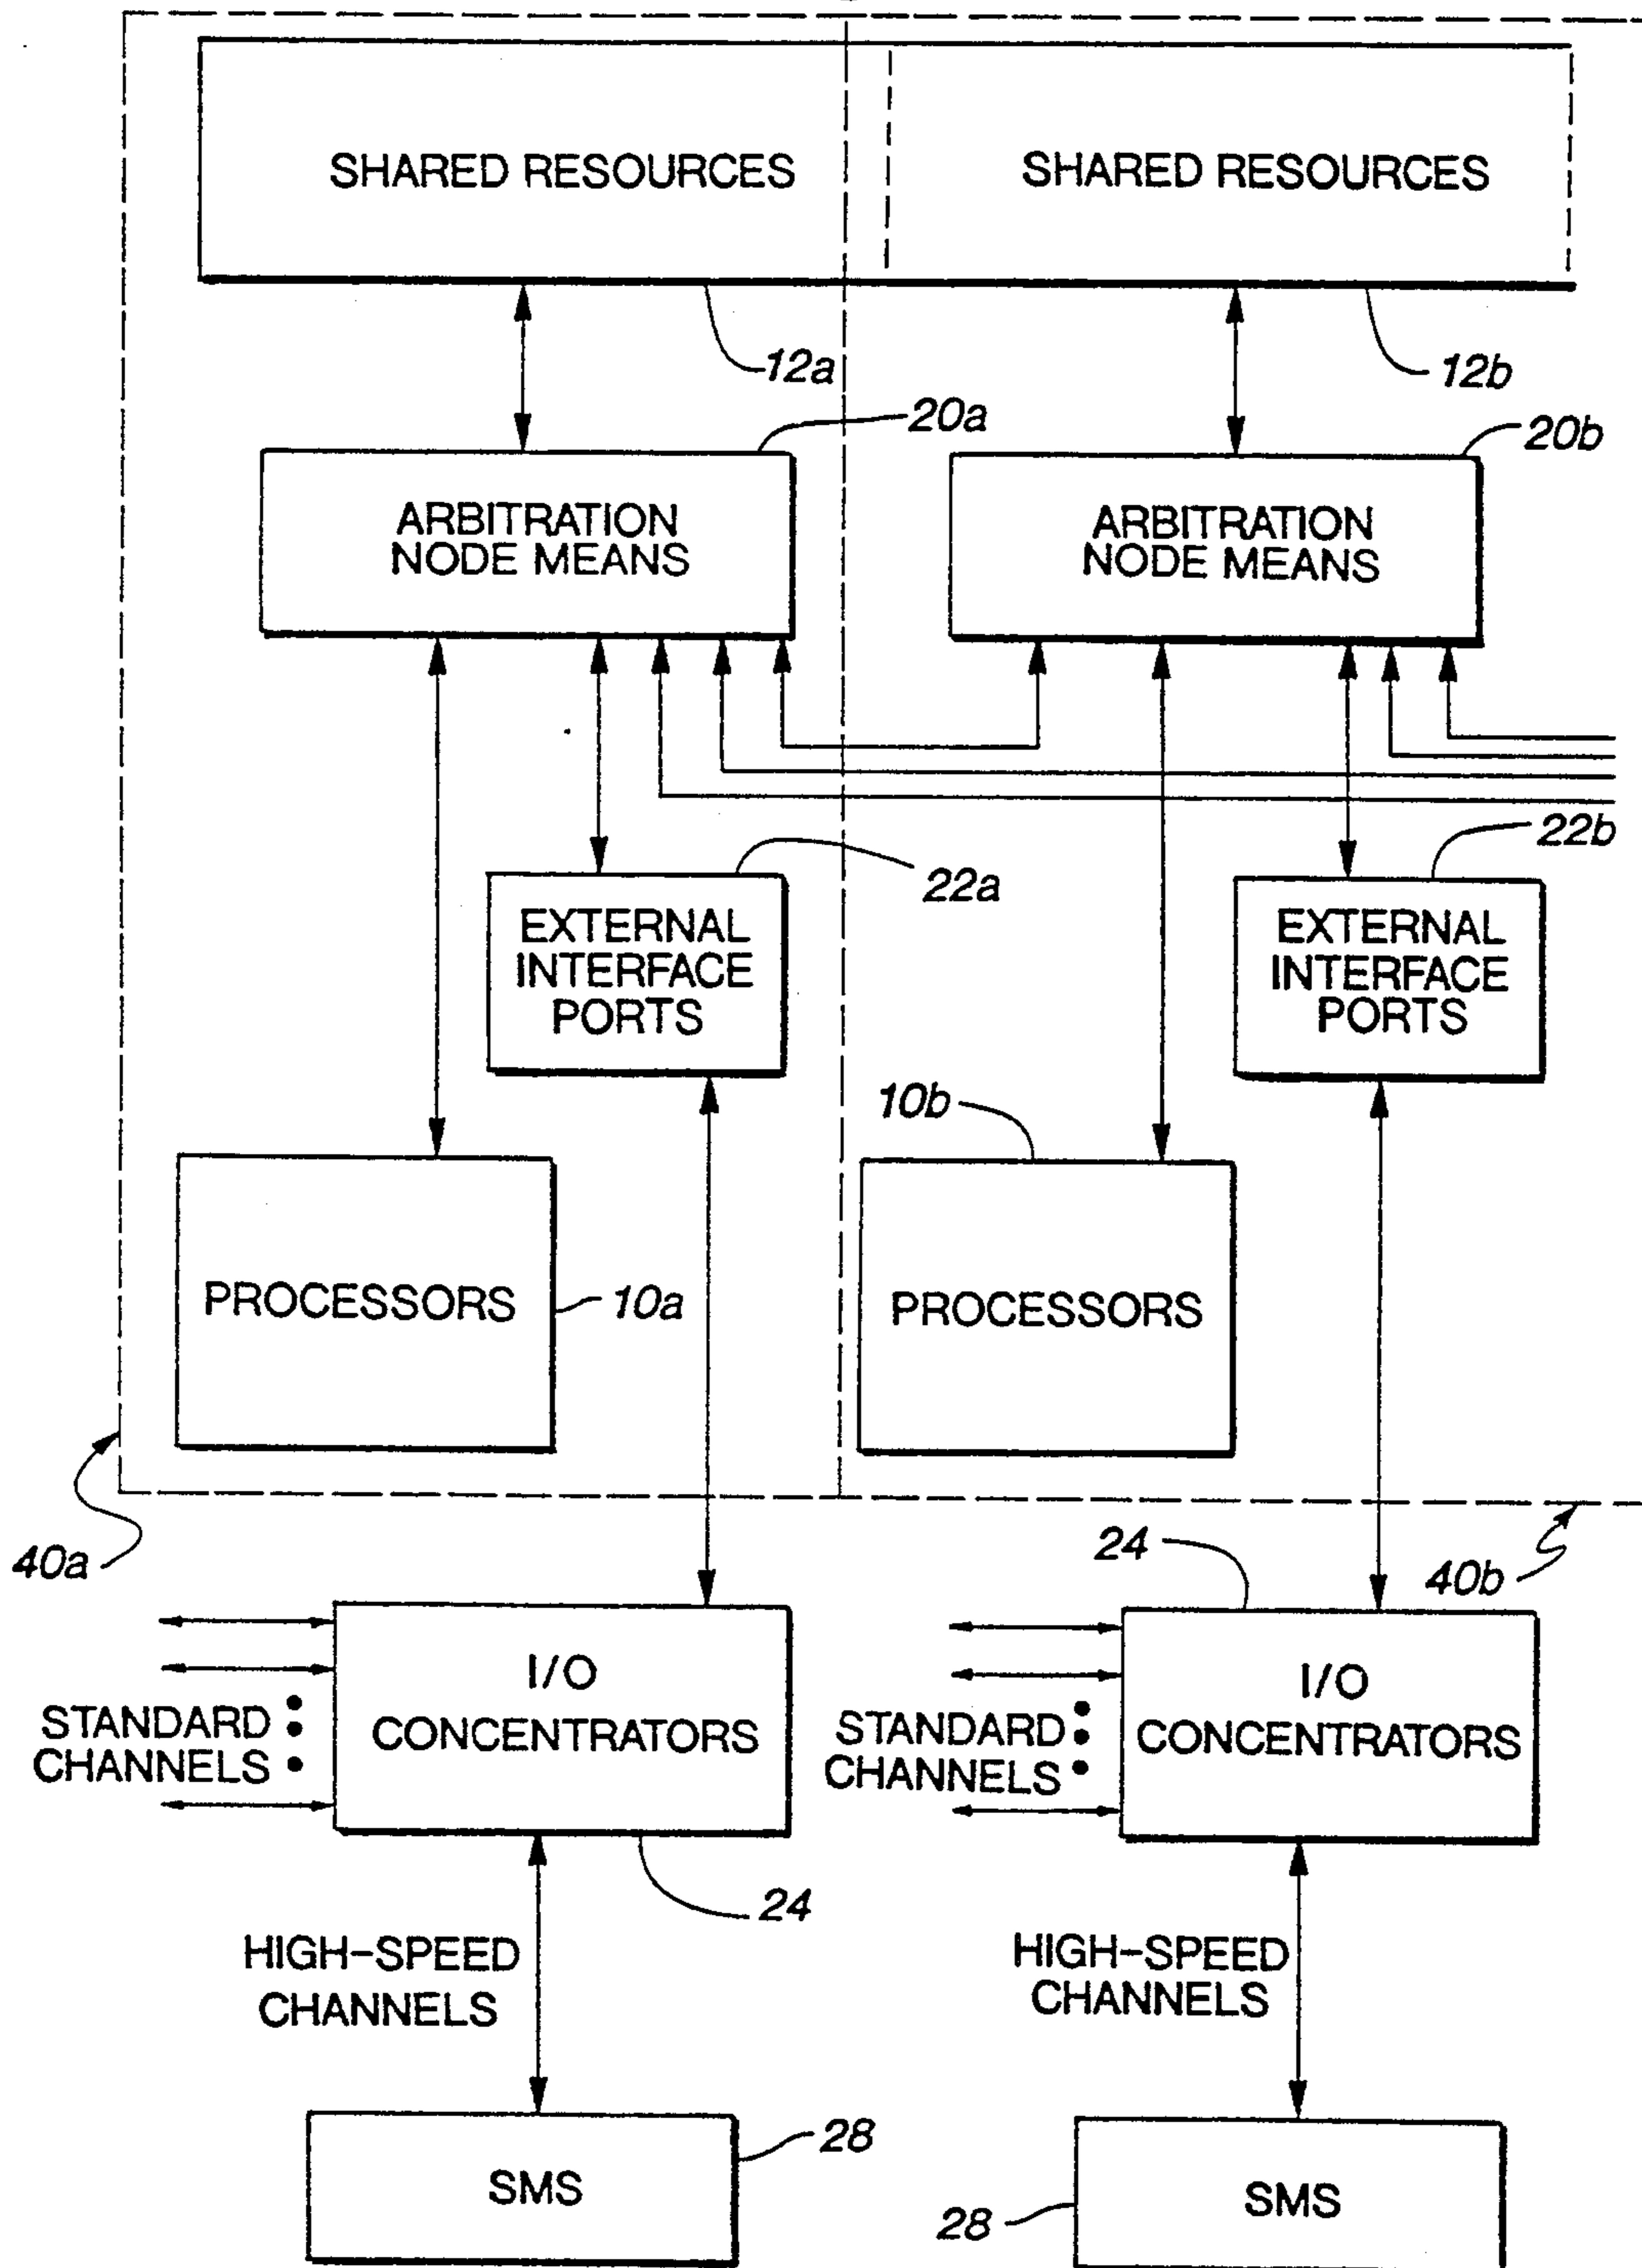 SHARED RESOURCES
SHARED RESOURCES
12a
12b
20a
20b
ARBITRATION
NODE MEANS
ARBITRATION
NODE MEANS
22a
22b
EXTERNAL
INTERFACE
PORTS
EXTERNAL
INTERFACE
PORTS
10b
PROCESSORS
10a
PROCESSORS
40a
24
40b
I/O
CONCENTRATORS
STANDARD
CHANNELS
I/O
CONCENTRATORS
STANDARD
CHANNELS
24
HIGH-SPEED
CHANNELS
HIGH-SPEED
CHANNELS
28
SMS
28
SMS